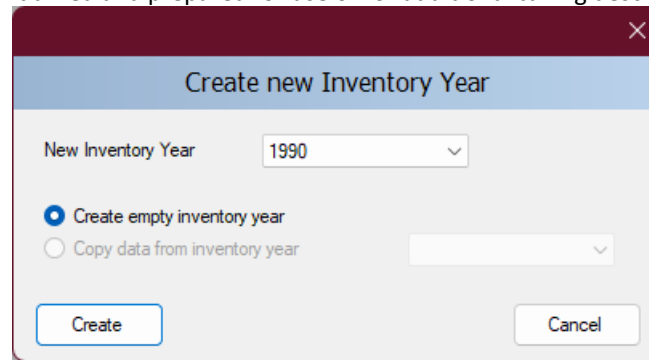 Create new Inventory Year
New Inventory Year 1990
Create empty inventory year
Copy data from inventory year
Create Cancel